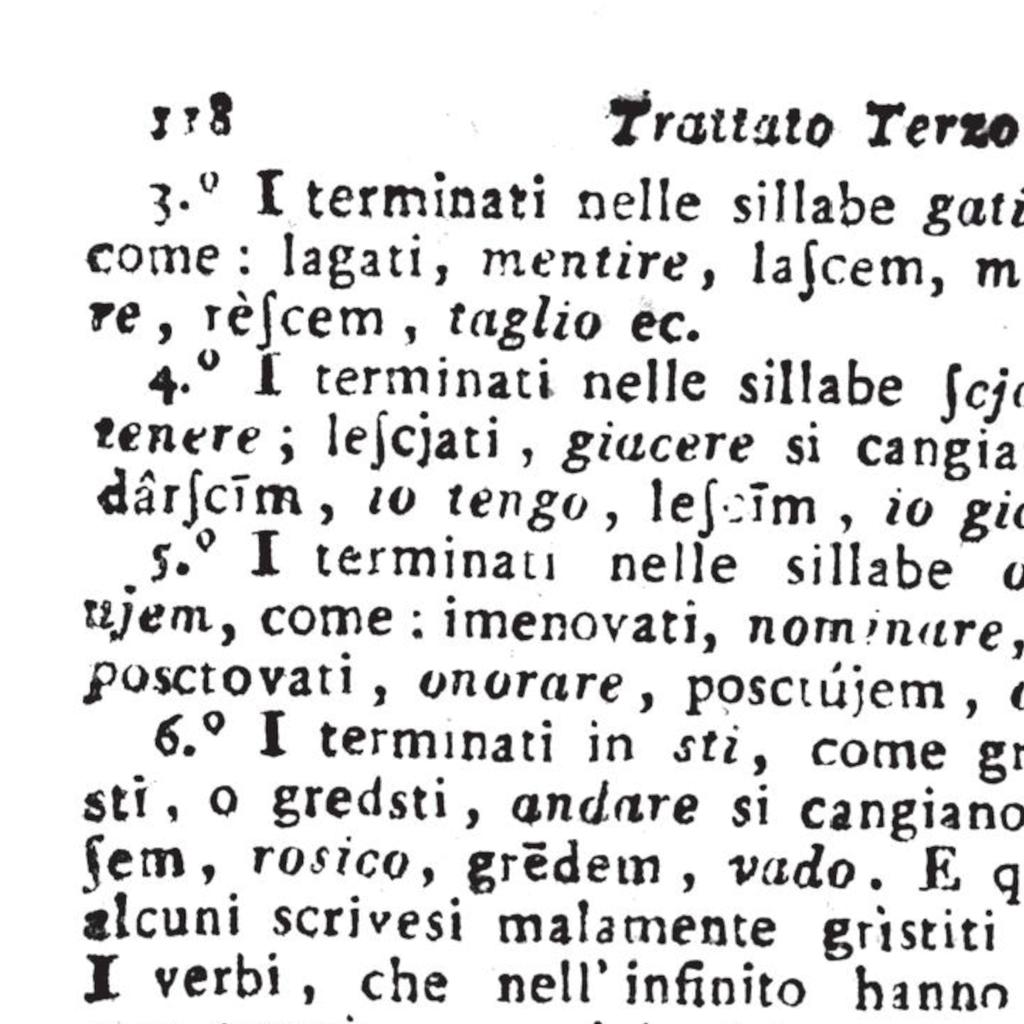 118 Trattato Terzo
3.º I terminati nelle sillabe gati
come: lagati, mentire, laſcem, m
re, rèſcem, taglio ec.
4.º I terminati nelle sillabe ſcj
tenere; leſcjati, giacere si cangia
dârſcīm, io tengo, leſcīm, io gia
5.º I terminati nelle sillabe o
ujem, come: imenovati, nominare,
posctovati, onorare, posctújem, o
6.º I terminati in sti, come gr
sti, o gredsti, andare si cangiano
ſem, rosico, grēdem, vado. E q
alcuni scrivesi malamente gristiti
I verbi, che nell'infinito hanno